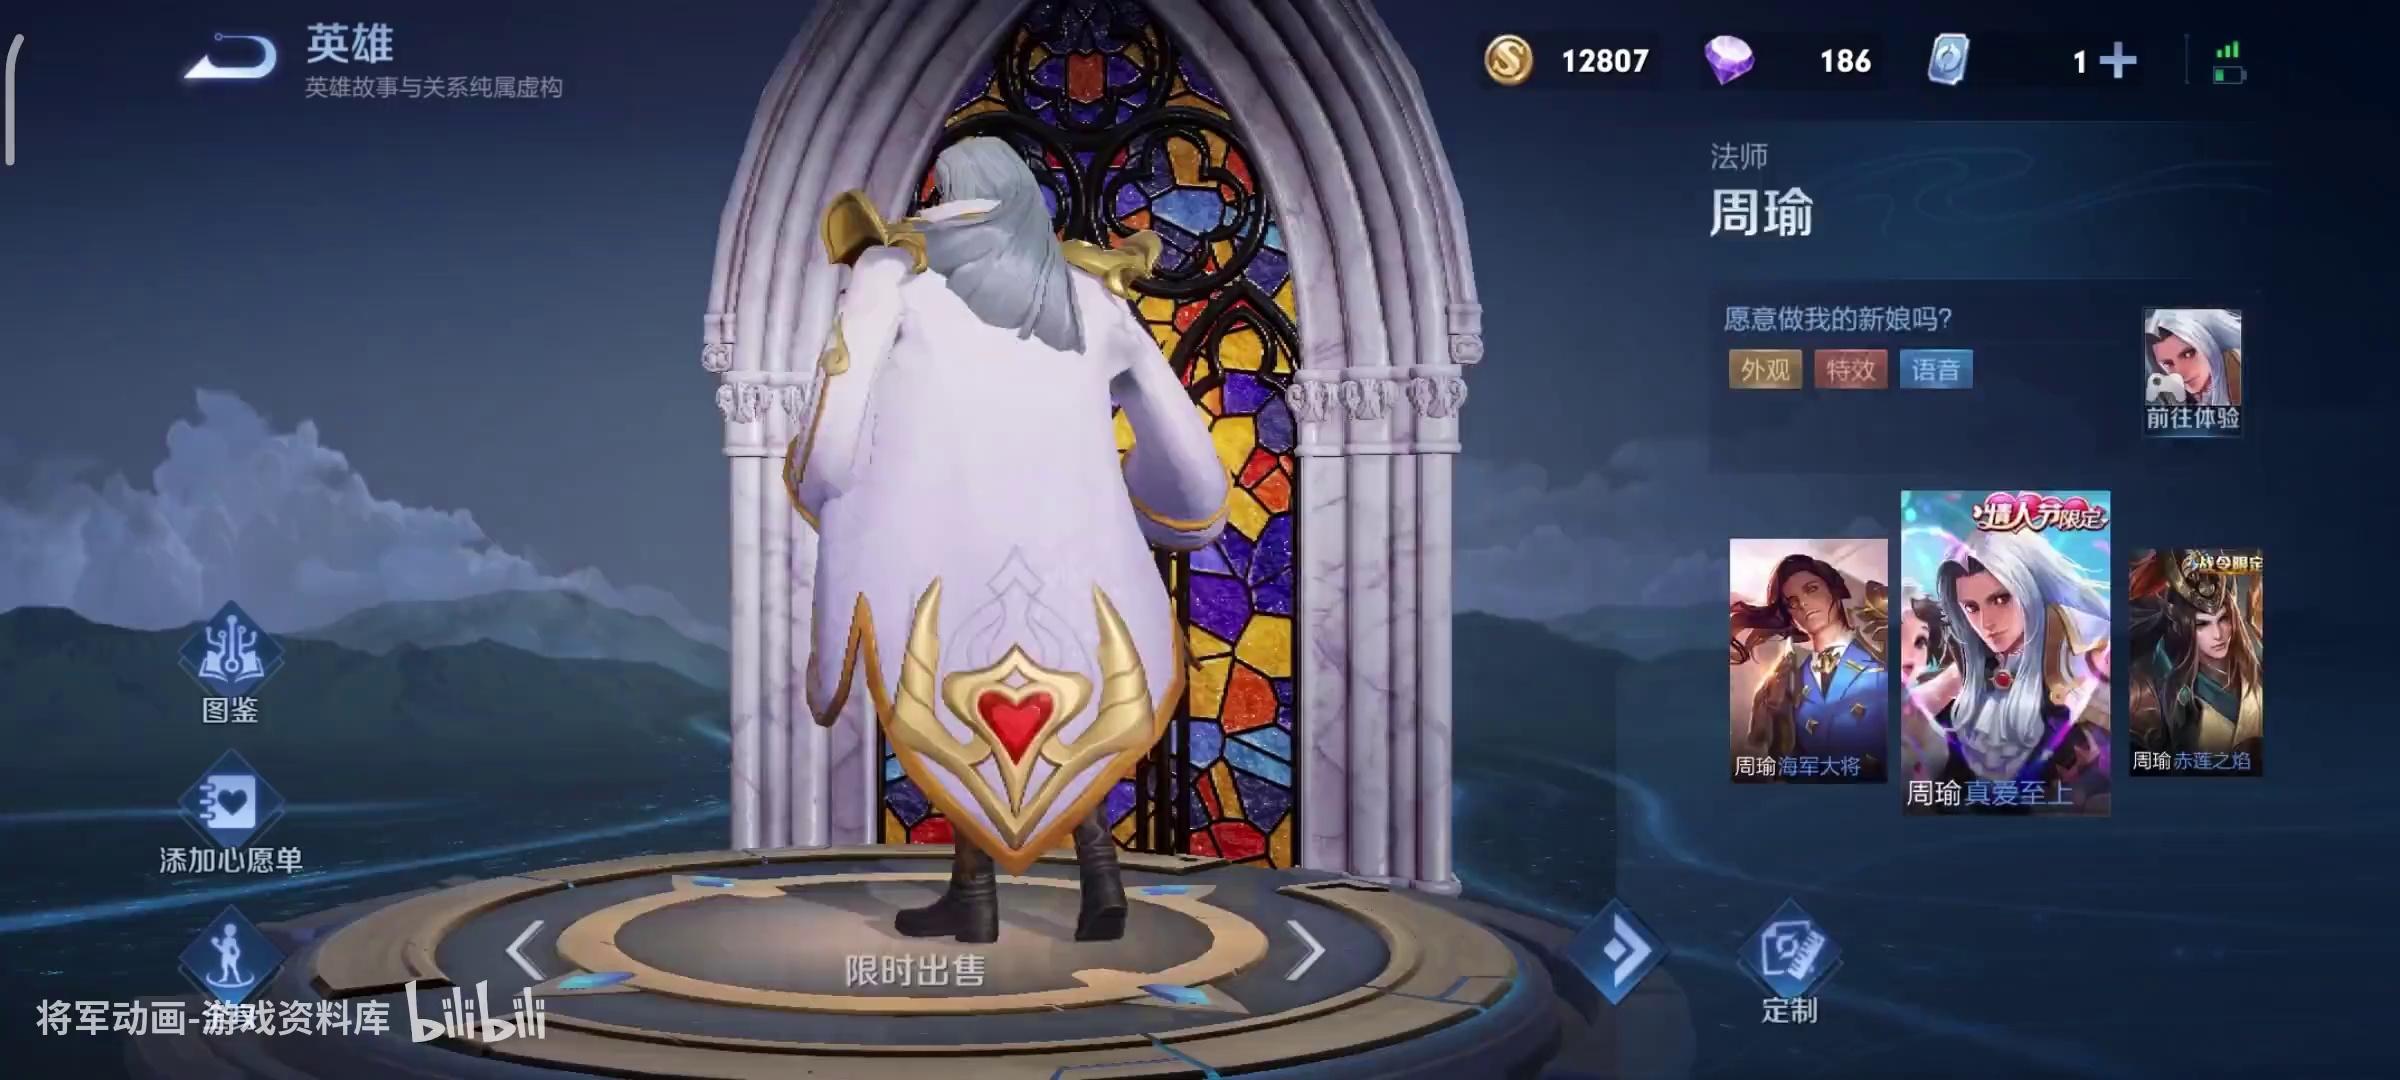 英雄
英雄故事与关系纯属虚构
12807
186
1
法师
周瑜
愿意做我的新娘吗?
外观
特效
语音
前往体验
情人节限定
战令限定
周瑜海军大将
周瑜真爱至上
周瑜赤莲之焰
图鉴
添加心愿单
限时出售
定制
将军动画-游戏资料库
bilibili